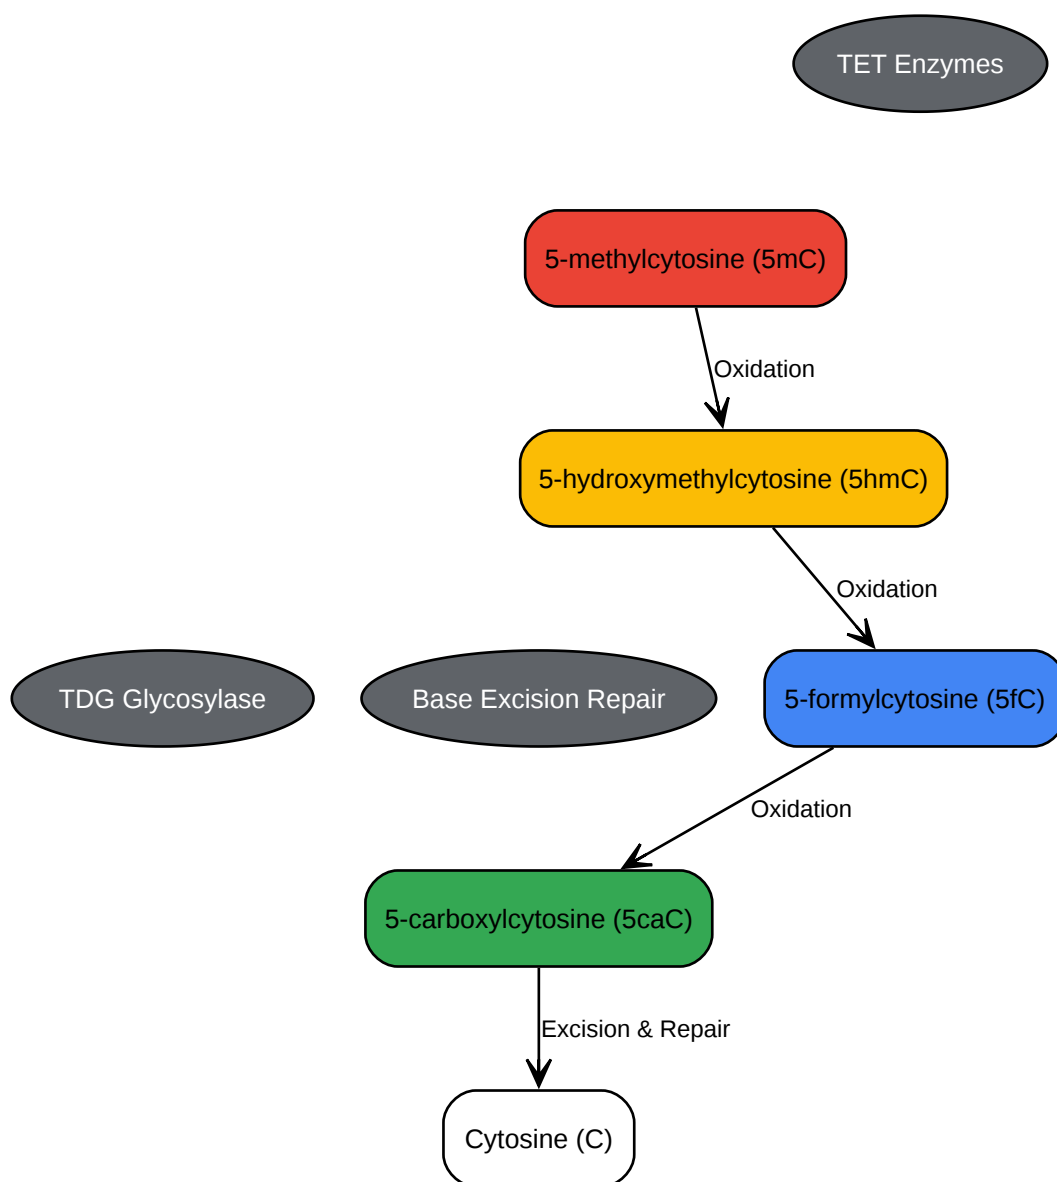 TET Enzymes
5-methylcytosine (5mC)
Oxidation
5-hydroxymethylcytosine (5hmC)
Oxidation
TDG Glycosylase
Base Excision Repair
5-formylcytosine (5fC)
Oxidation
5-carboxylcytosine (5caC)
Excision & Repair
Cytosine (C)